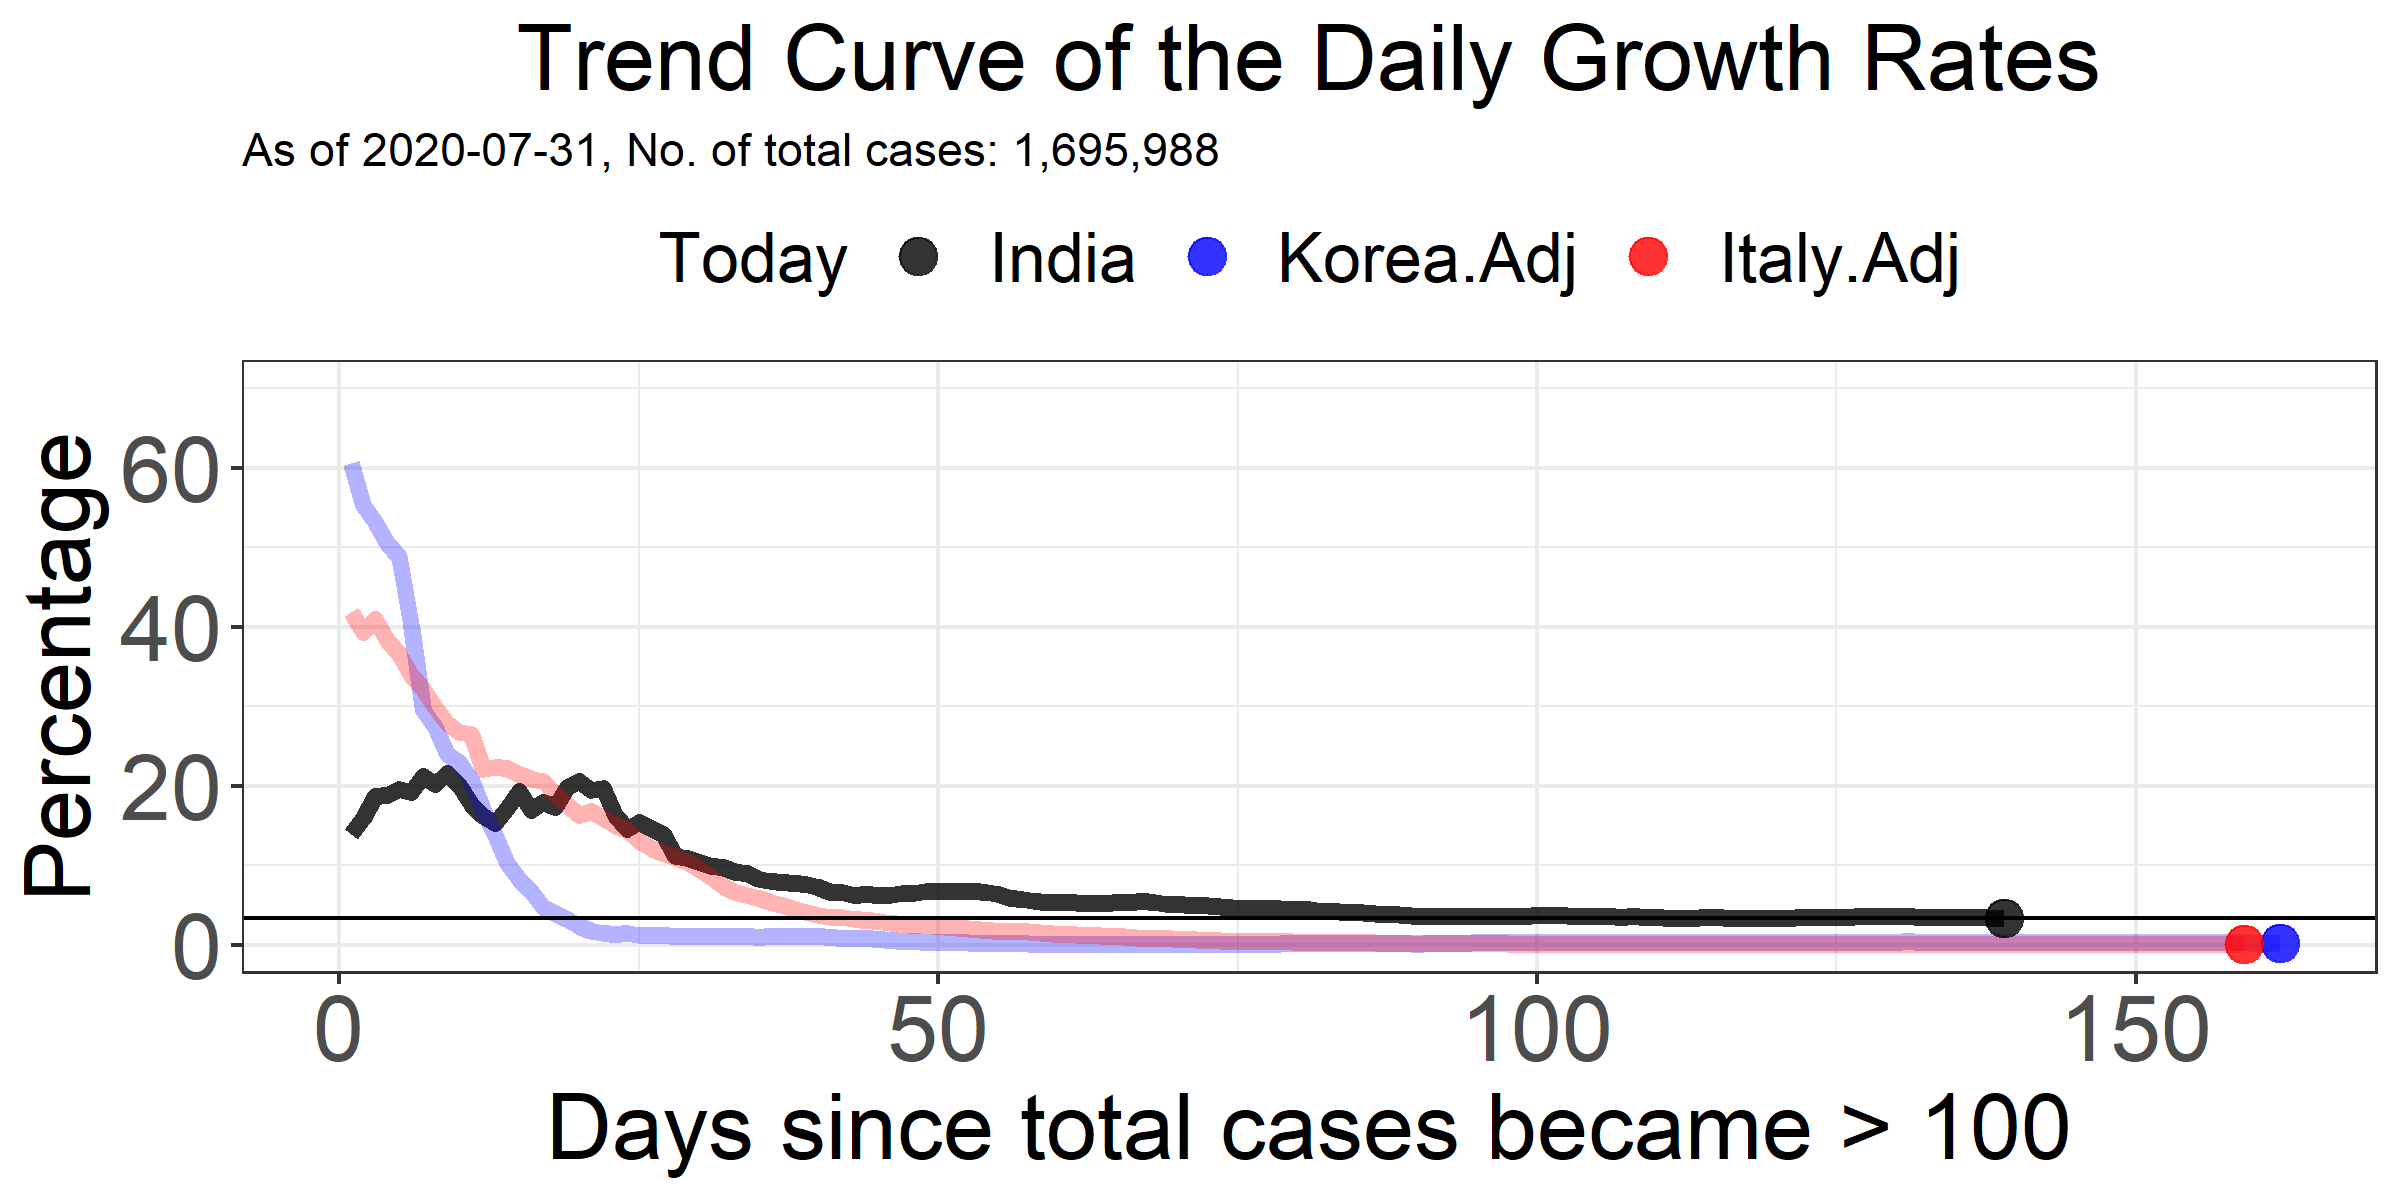 Trend Curve of the Daily Growth Rates
As of 2020-07-31, No. of total cases: 1,695,988
Today India Korea.Adj Italy.Adj
Percentage
60
40
20
0
0 50 100 150
Days since total cases became > 100